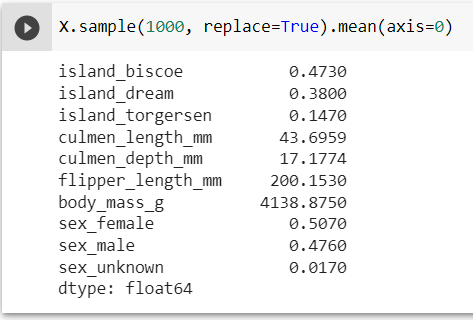 X.sample(1000, replace=True).mean(axis=0)
island_biscoe 0.4730
island_dream 0.3800
island_torgersen 0.1470
culmen_length_mm 43.6959
culmen_depth_mm 17.1774
flipper_length_mm 200.1530
body_mass_g 4138.8750
sex_female 0.5070
sex_male 0.4760
sex_unknown 0.0170
dtype: float64